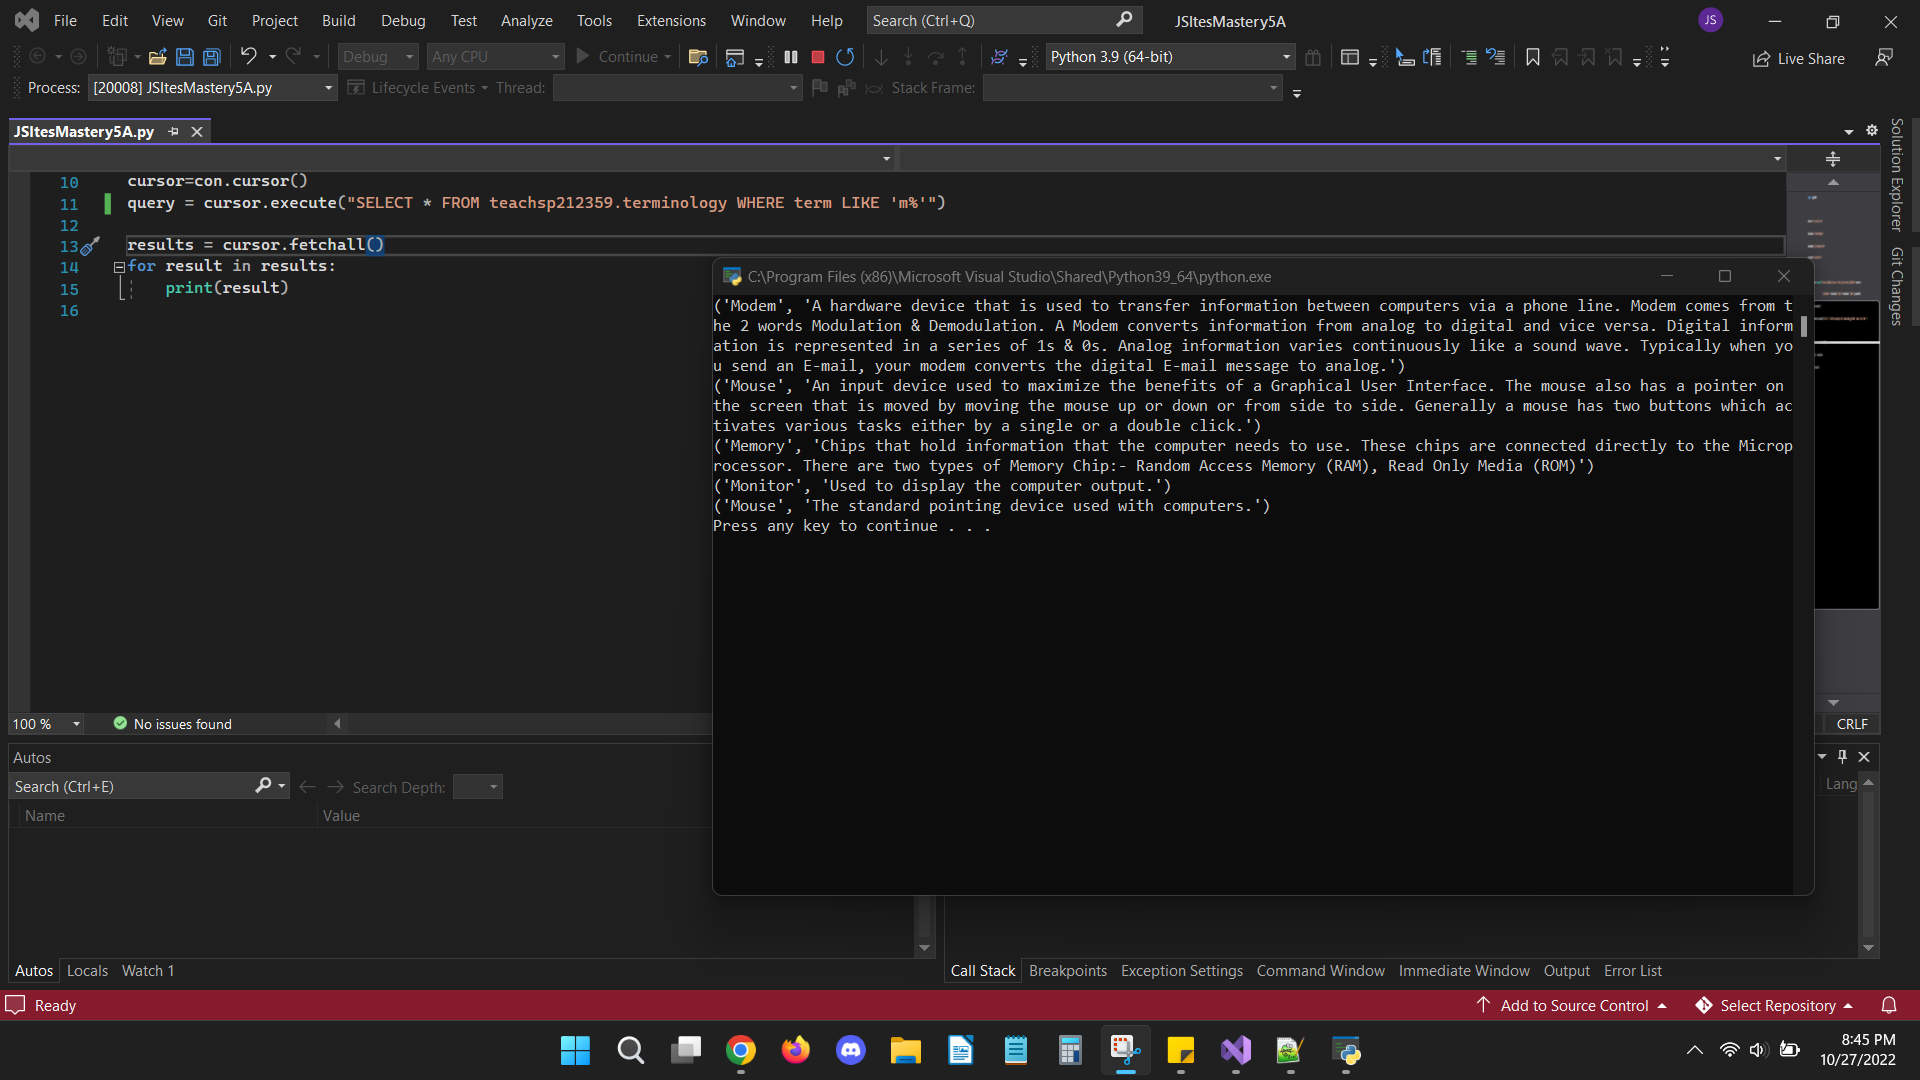 File Edit View Git Project Build Debug Test Analyze Tools Extensions Window Help Search (Ctrl+Q) JSItesMastery5A JS
Debug Any CPU Continue Python 3.9 (64-bit) Live Share
Process: [20008] JSItesMastery5A.py Lifecycle Events Thread: Stack Frame:
JSItesMastery5A.py
Solution Explorer
Git Changes
10 cursor=con.cursor()
11 query = cursor.execute("SELECT * FROM teachsp212359.terminology WHERE term LIKE 'm%'")
12
13 results = cursor.fetchall()
14 for result in results:
15 print(result)
16
C:\Program Files (x86)\Microsoft Visual Studio\Shared\Python39_64\python.exe
('Modem', 'A hardware device that is used to transfer information between computers via a phone line. Modem comes from t
he 2 words Modulation & Demodulation. A Modem converts information from analog to digital and vice versa. Digital inform
ation is represented in a series of 1s & 0s. Analog information varies continuously like a sound wave. Typically when yo
u send an E-mail, your modem converts the digital E-mail message to analog.')
('Mouse', 'An input device used to maximize the benefits of a Graphical User Interface. The mouse also has a pointer on
the screen that is moved by moving the mouse up or down or from side to side. Generally a mouse has two buttons which ac
tivates various tasks either by a single or a double click.')
('Memory', 'Chips that hold information that the computer needs to use. These chips are connected directly to the Microp
rocessor. There are two types of Memory Chip:- Random Access Memory (RAM), Read Only Media (ROM)')
('Monitor', 'Used to display the computer output.')
('Mouse', 'The standard pointing device used with computers.')
Press any key to continue . . .
100 % No issues found CRLF
Autos
Search (Ctrl+E) Search Depth:
Name Value Lang
Autos Locals Watch 1 Call Stack Breakpoints Exception Settings Command Window Immediate Window Output Error List
Ready Add to Source Control Select Repository
8:45 PM
10/27/2022